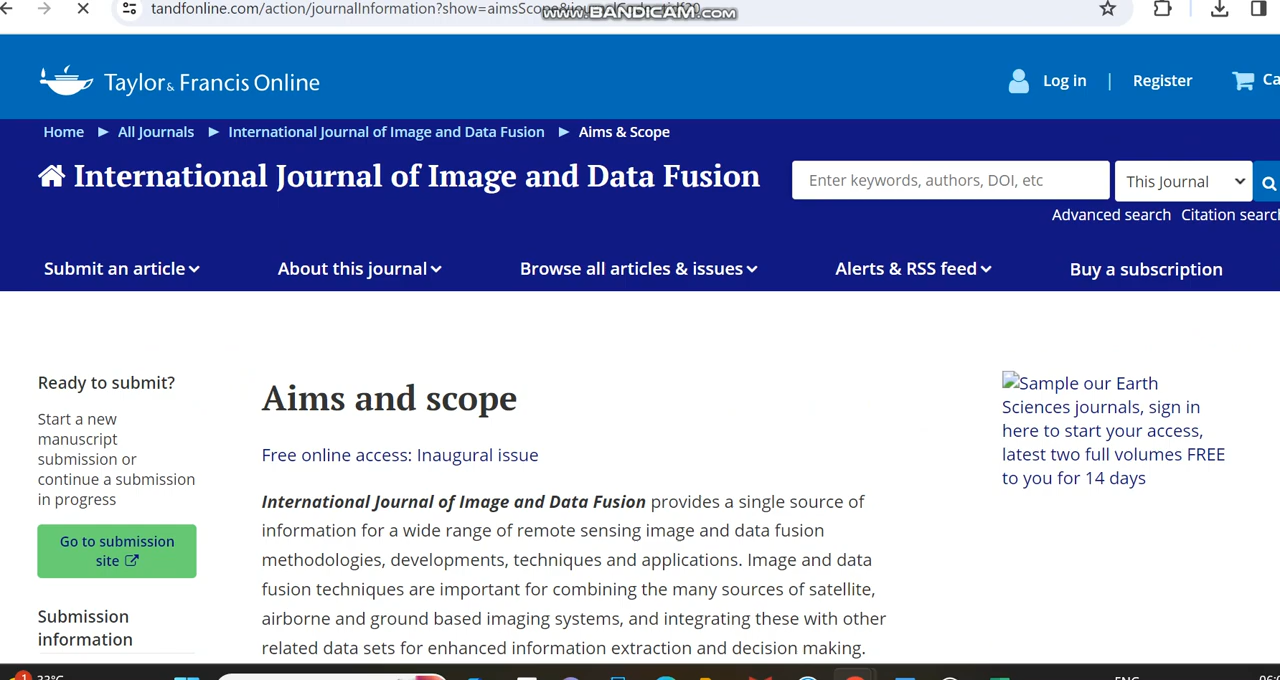 tandfonline.com/action/journalInformation?show=aimsScope&
www.BANDICAM.com
Taylor & Francis Online
Log in | Register
Home ► All Journals ► International Journal of Image and Data Fusion ► Aims & Scope
International Journal of Image and Data Fusion
Enter keywords, authors, DOI, etc
This Journal
Advanced search Citation search
Submit an article
About this journal
Browse all articles & issues
Alerts & RSS feed
Buy a subscription
Ready to submit?
Start a new
manuscript
submission or
continue a submission
in progress
Go to submission
site
Submission
information
Aims and scope
Free online access: Inaugural issue
International Journal of Image and Data Fusion provides a single source of
information for a wide range of remote sensing image and data fusion
methodologies, developments, techniques and applications. Image and data
fusion techniques are important for combining the many sources of satellite,
airborne and ground based imaging systems, and integrating these with other
related data sets for enhanced information extraction and decision making.
Sample our Earth
Sciences journals, sign in
here to start your access,
latest two full volumes FREE
to you for 14 days